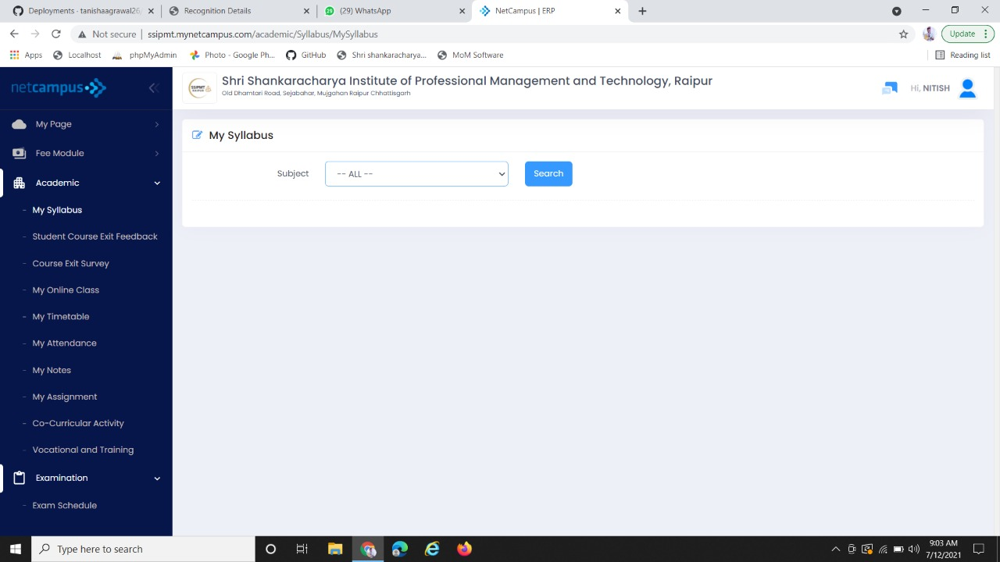 Deployments - tanishaagrawal26,
Recognition Details
(29) WhatsApp
NetCampus | ERP
Not secure | ssipmt.mynetcampus.com/academic/Syllabus/MySyllabus
Update
Apps
Localhost
phpMyAdmin
Photo - Google Ph...
GitHub
Shri shankaracharya...
MoM Software
Reading list
netcampus
SSIPMT
RAIPUR
Shri Shankaracharya Institute of Professional Management and Technology, Raipur
Old Dhamtari Road, Sejabahar, Mujgahan Raipur Chhattisgarh
Hi, NITISH
My Page
Fee Module
Academic
- My Syllabus
- Student Course Exit Feedback
- Course Exit Survey
- My Online Class
- My Timetable
- My Attendance
- My Notes
- My Assignment
- Co-Curricular Activity
- Vocational and Training
Examination
- Exam Schedule
My Syllabus
Subject
-- ALL --
Search
Type here to search
9:03 AM
7/12/2021